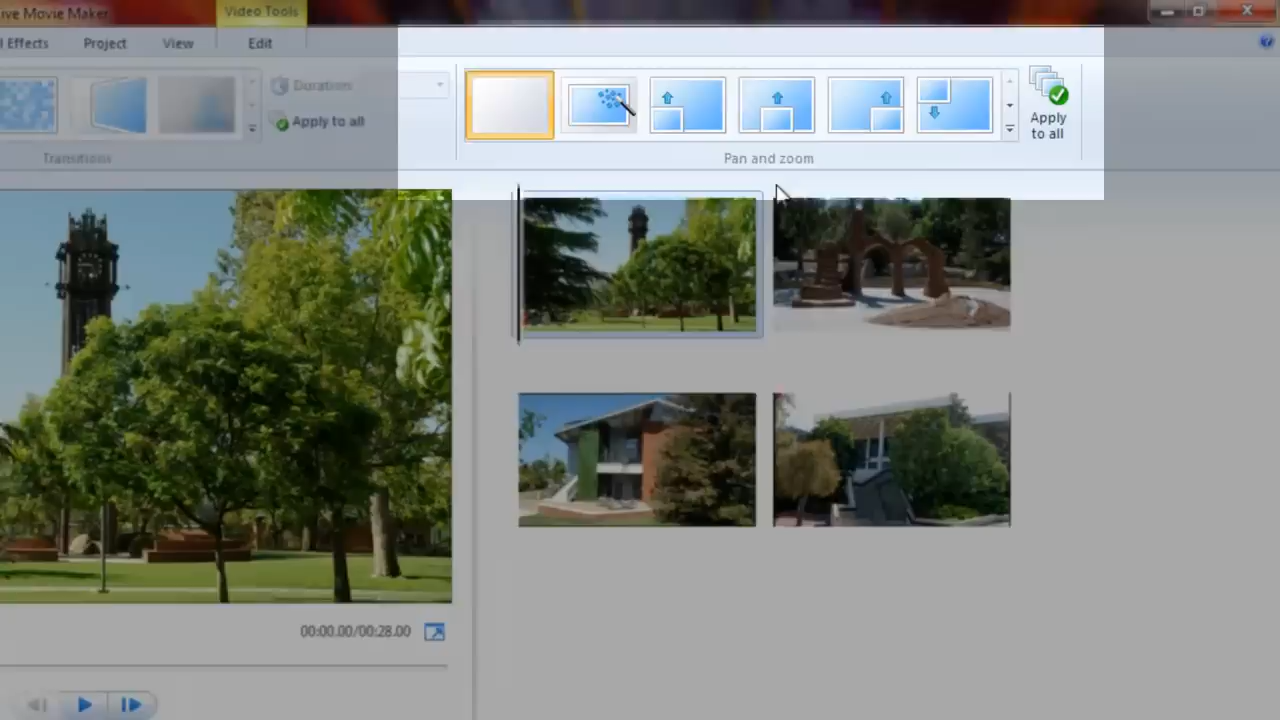 ive Movie Maker
Video Tools
l Effects
Project
View
Edit
Duration:
Apply to all
Transitions
Pan and zoom
Apply
to all
00:00.00/00:28.00